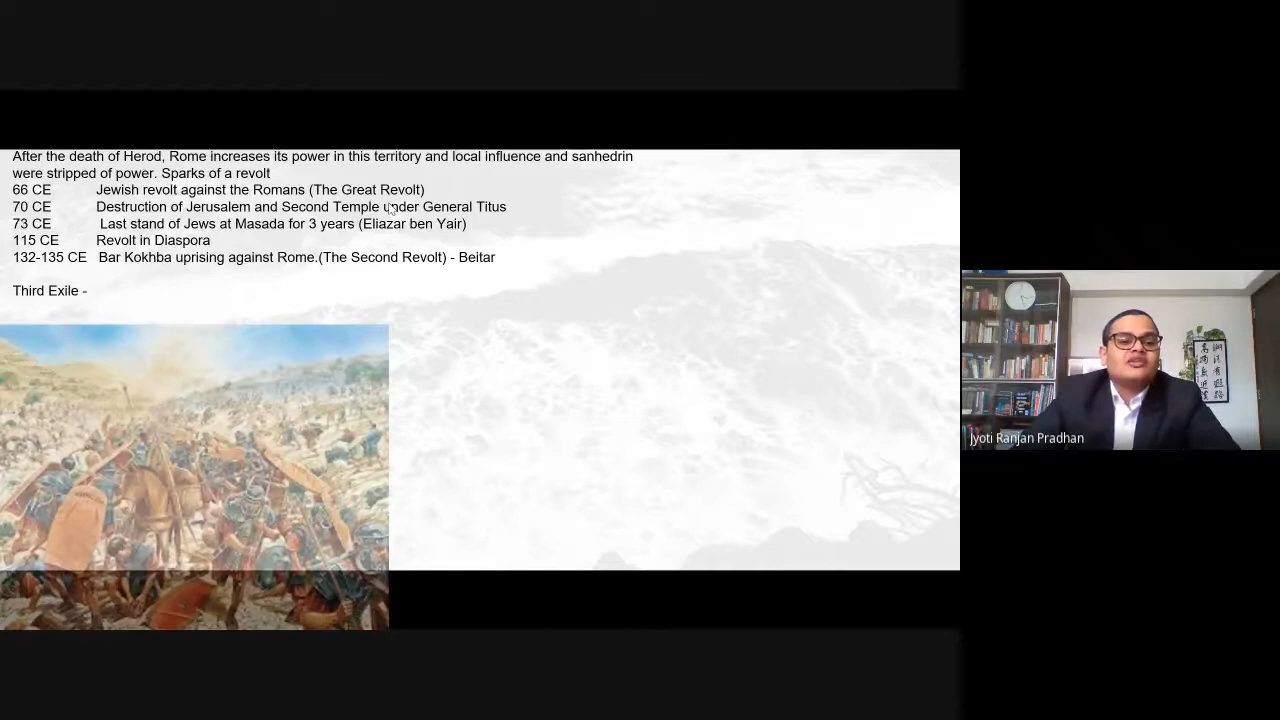 After the death of Herod, Rome increases its power in this territory and local influence and sanhedrin
were stripped of power. Sparks of a revolt
66 CE Jewish revolt against the Romans (The Great Revolt)
70 CE Destruction of Jerusalem and Second Temple under General Titus
73 CE Last stand of Jews at Masada for 3 years (Eliazar ben Yair)
115 CE Revolt in Diaspora
132-135 CE Bar Kokhba uprising against Rome.(The Second Revolt) - Beitar
Third Exile -
Jyoti Ranjan Pradhan